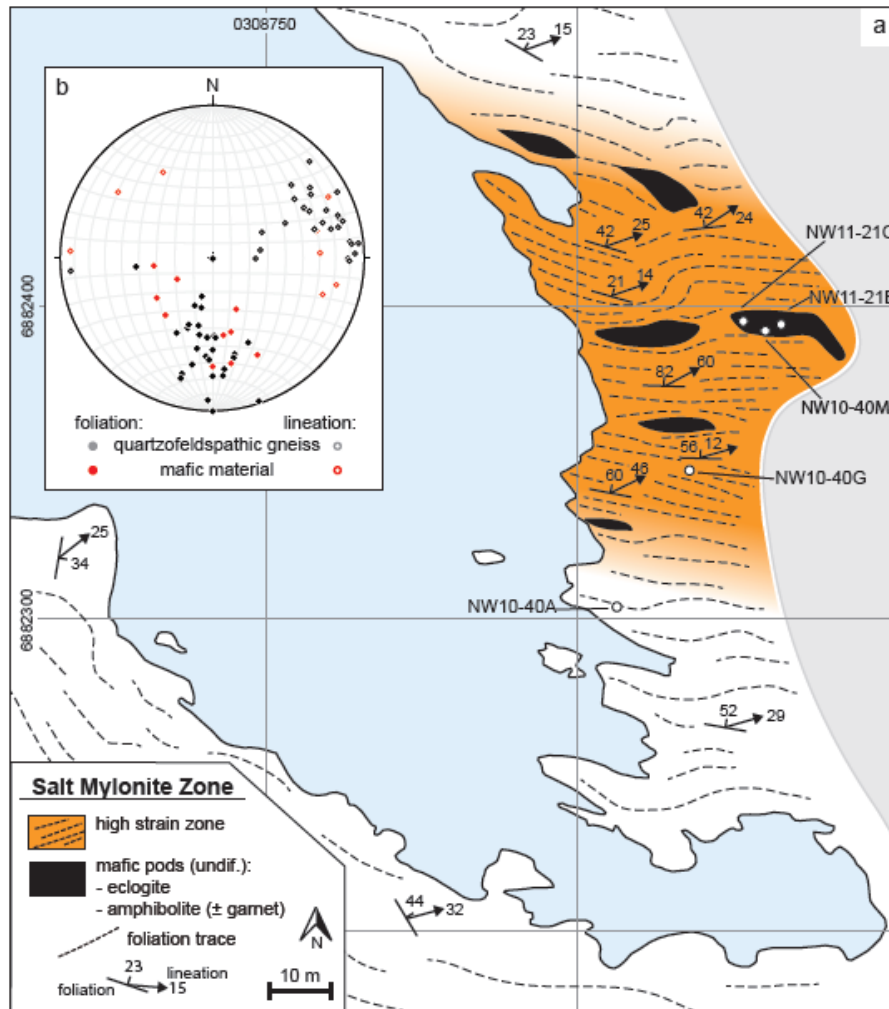 0308750
a
23 15
b
N
42 25
42 24
NW11-21C
21 14
6882400
NW11-21E
82 60
NW10-40M
foliation: lineation:
quartzofeldspathic gneiss
mafic material
56 12
60 46
NW10-40G
25
34
6882300
NW10-40A
52 29
Salt Mylonite Zone
high strain zone
mafic pods (undif.):
- eclogite
- amphibolite (± garnet)
foliation trace
23 lineation
foliation 15
N
10 m
44 32